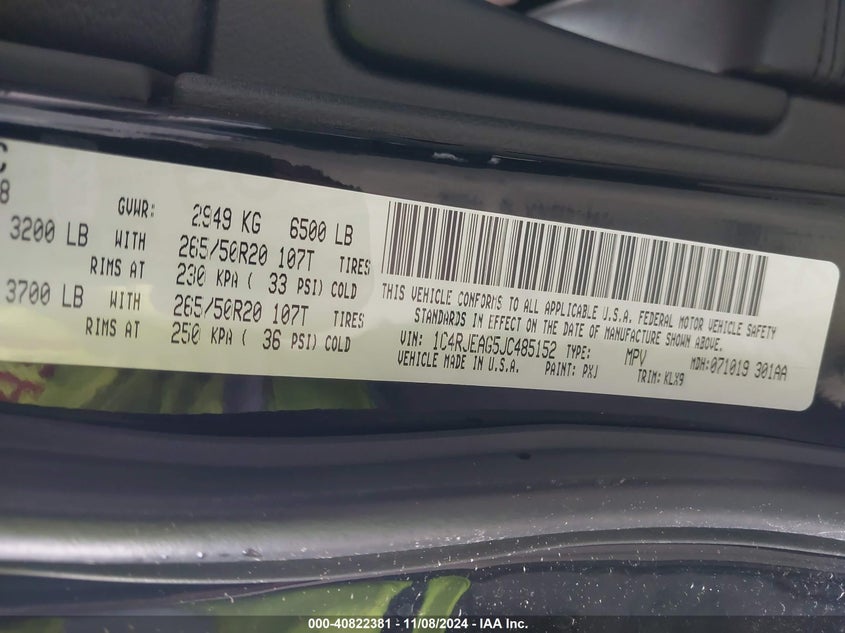 C
8
GVWR: 2949 KG 6500 LB
3200 LB WITH 265/50R20 107T TIRES
RIMS AT 230 KPA ( 33 PSI) COLD
3700 LB WITH 265/50R20 107T TIRES
RIMS AT 250 KPA ( 36 PSI) COLD
THIS VEHICLE CONFORMS TO ALL APPLICABLE U.S.A. FEDERAL MOTOR VEHICLE SAFETY
STANDARDS IN EFFECT ON THE DATE OF MANUFACTURE SHOWN ABOVE.
VIN: 1C4RJEAG5JC485152 TYPE: MPV MDH:071019 301AA
VEHICLE MADE IN U.S.A. PAINT: PXJ TRIM: KLX9
000-40822381 - 11/08/2024 - IAA Inc.